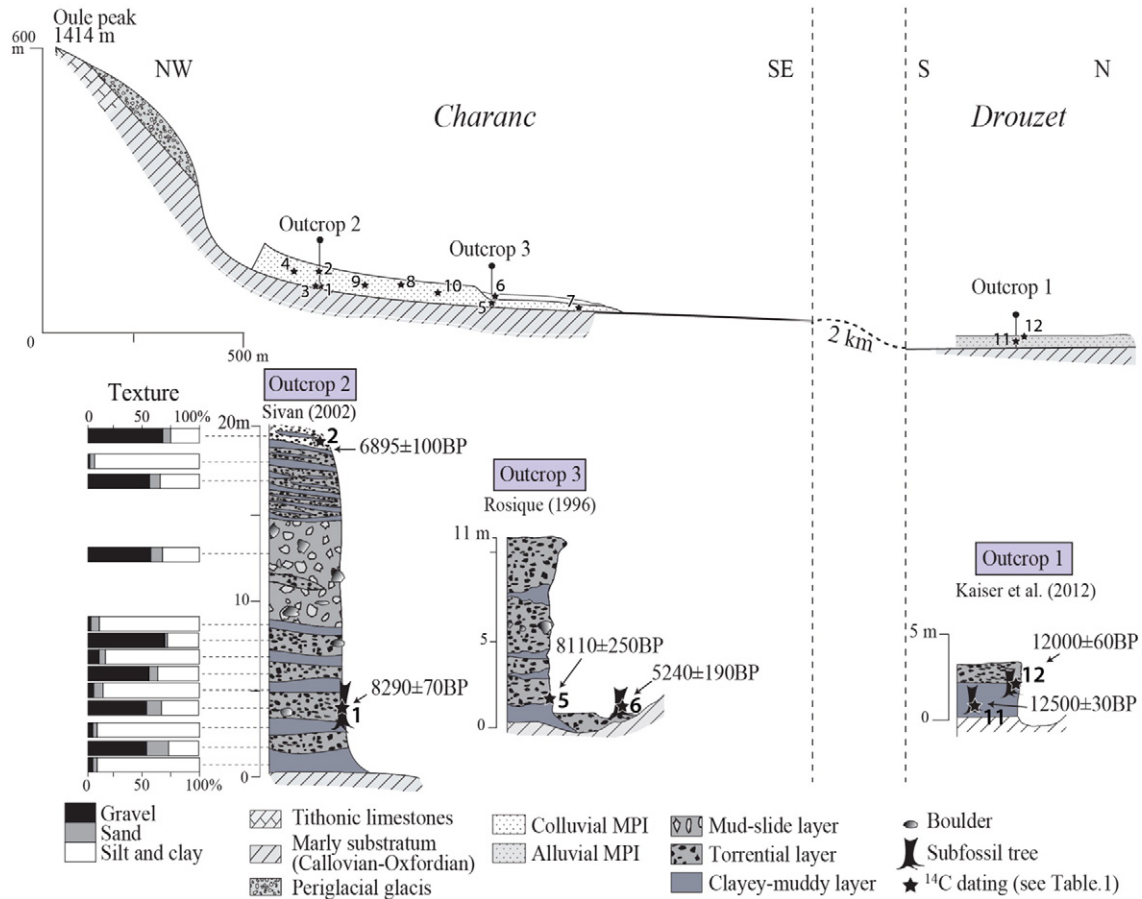 Oule peak
1414 m
600
m
NW
SE
S
N
Charanc
Drouzet
Outcrop 2
Outcrop 3
Outcrop 1
4
2
3
1
9
8
10
6
5
7
12
11
2 km
0
500 m
Texture
0 50 100%
Outcrop 2
Sivan (2002)
20m
2
6895±100BP
10
8290±70BP
1
0
0 50 100%
Outcrop 3
Rosique (1996)
11 m
5
8110±250BP
5240±190BP
5
6
0
Outcrop 1
Kaiser et al. (2012)
5 m
12000±60BP
12
12500±30BP
11
0
Gravel
Sand
Silt and clay
Tithonic limestones
Marly substratum
(Callovian-Oxfordian)
Periglacial glacis
Colluvial MPI
Alluvial MPI
Mud-slide layer
Torrential layer
Clayey-muddy layer
Boulder
Subfossil tree
¹⁴C dating (see Table.1)